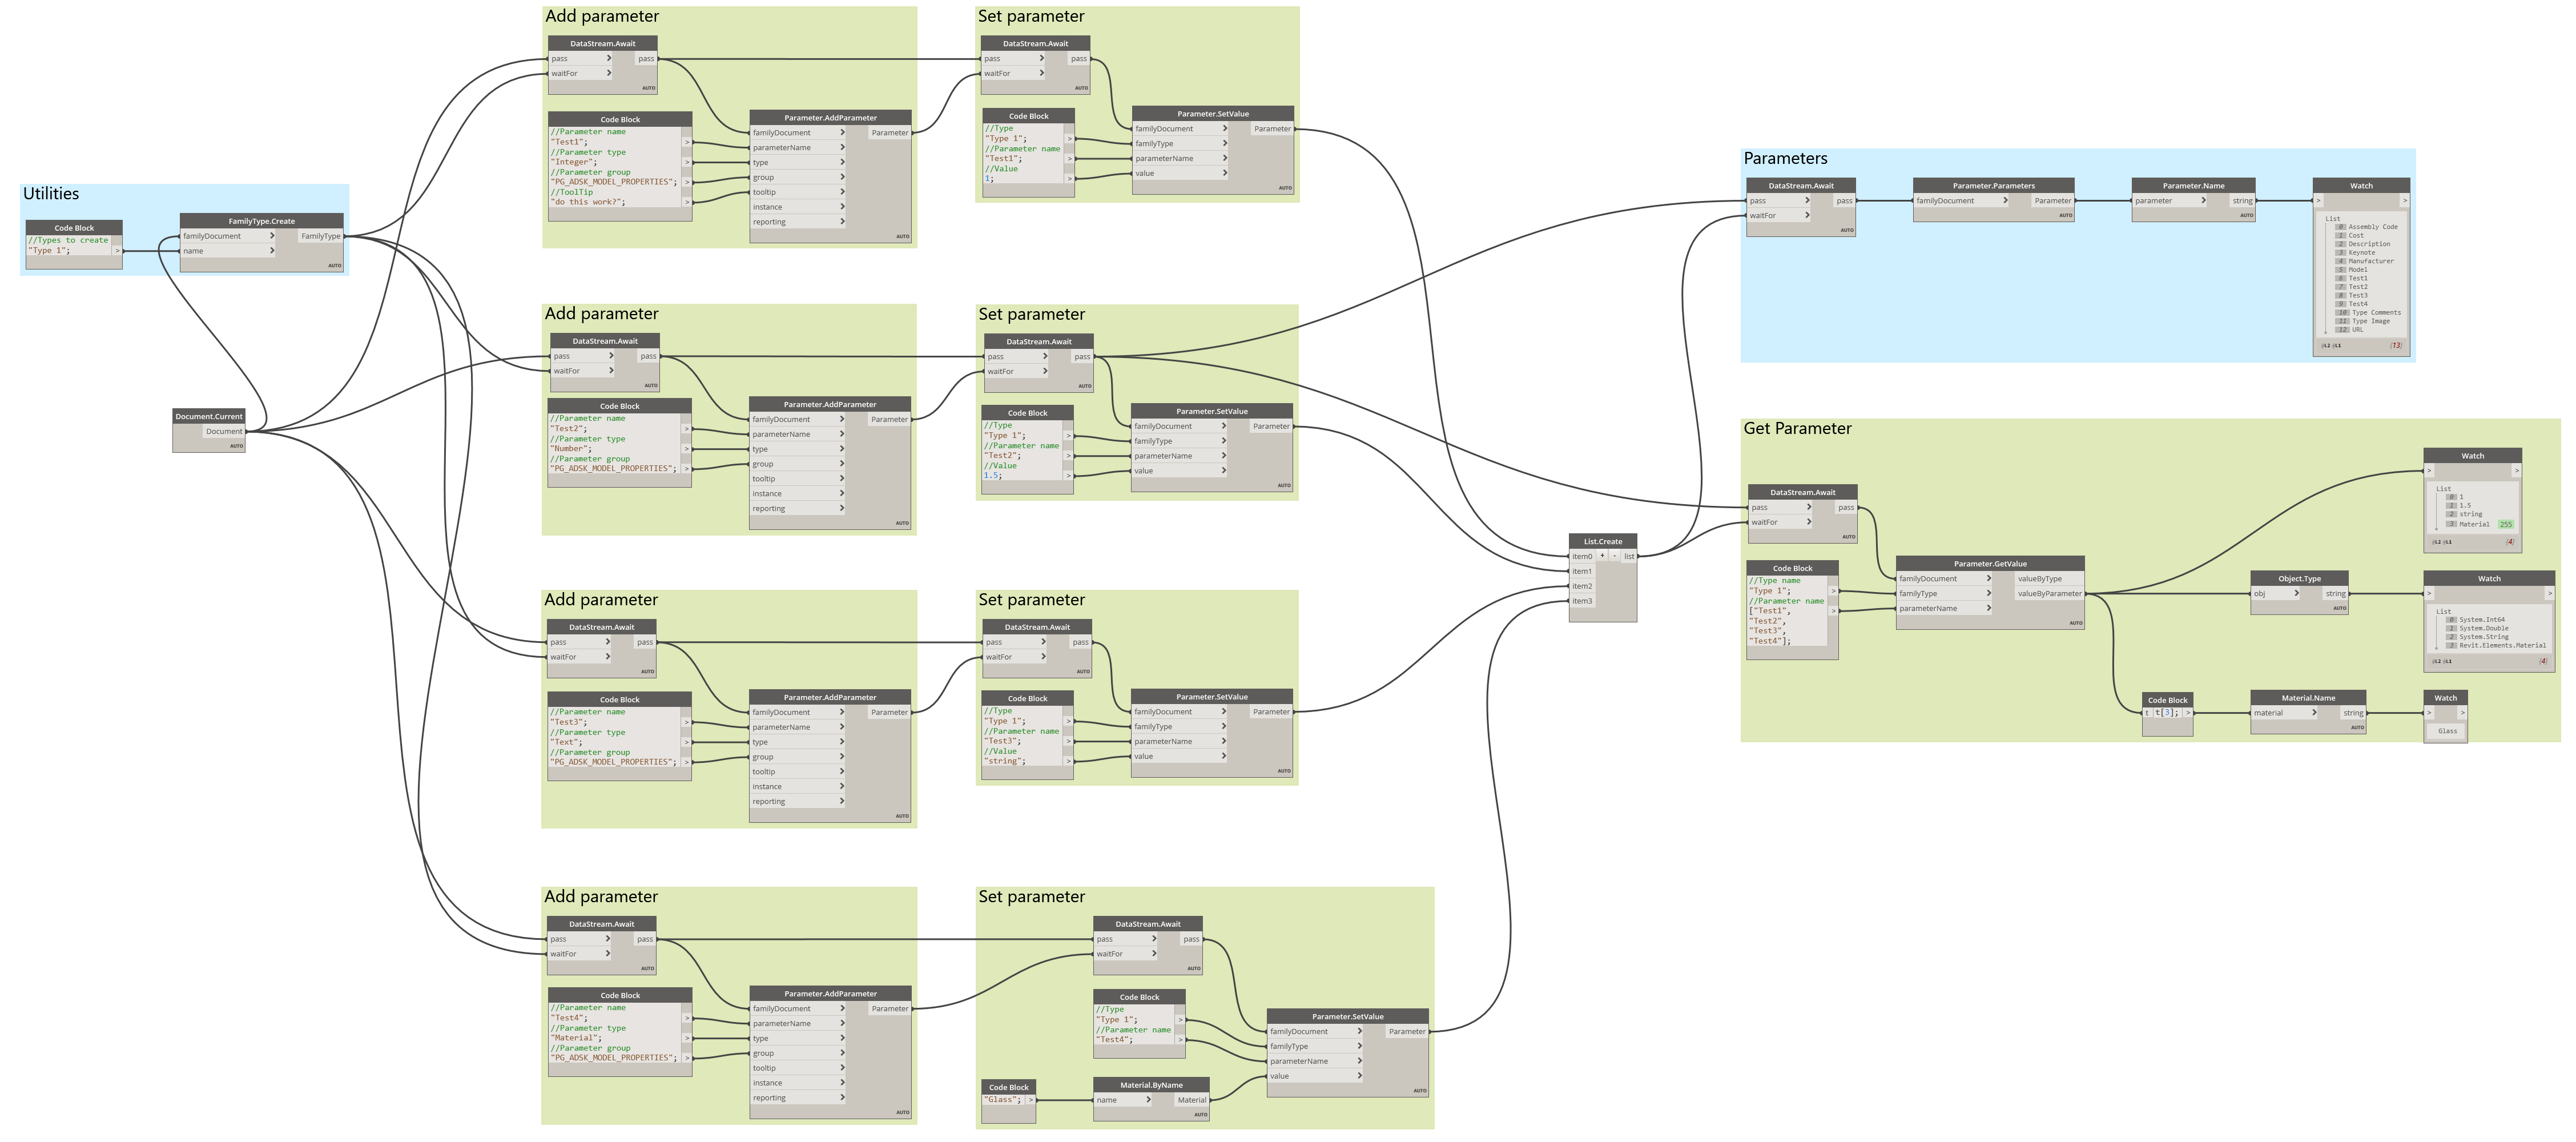 Utilities
Code Block
//Types to create
"Type 1"; >
FamilyType.Create
familyDocument > FamilyType
name >
AUTO
Document.Current
Document
AUTO
Add parameter
DataStream.Await
pass > pass
waitFor >
AUTO
Code Block
//Parameter name
"Test1"; >
//Parameter type
"Integer"; >
//Parameter group
"PG_ADSK_MODEL_PROPERTIES"; >
//ToolTip
"do this work?"; >
Parameter.AddParameter
familyDocument > Parameter
parameterName >
type >
group >
tooltip >
instance >
reporting >
AUTO
Set parameter
DataStream.Await
pass > pass
waitFor >
AUTO
Code Block
//Type
"Type 1"; >
//Parameter name
"Test1"; >
//Value
1; >
Parameter.SetValue
familyDocument > Parameter
familyType >
parameterName >
value >
AUTO
Add parameter
DataStream.Await
pass > pass
waitFor >
AUTO
Code Block
//Parameter name
"Test2"; >
//Parameter type
"Number"; >
//Parameter group
"PG_ADSK_MODEL_PROPERTIES"; >
Parameter.AddParameter
familyDocument > Parameter
parameterName >
type >
group >
tooltip >
instance >
reporting >
AUTO
Set parameter
DataStream.Await
pass > pass
waitFor >
AUTO
Code Block
//Type
"Type 1"; >
//Parameter name
"Test2"; >
//Value
1.5; >
Parameter.SetValue
familyDocument > Parameter
familyType >
parameterName >
value >
AUTO
Add parameter
DataStream.Await
pass > pass
waitFor >
AUTO
Code Block
//Parameter name
"Test3"; >
//Parameter type
"Text"; >
//Parameter group
"PG_ADSK_MODEL_PROPERTIES"; >
Parameter.AddParameter
familyDocument > Parameter
parameterName >
type >
group >
tooltip >
instance >
reporting >
AUTO
Set parameter
DataStream.Await
pass > pass
waitFor >
AUTO
Code Block
//Type
"Type 1"; >
//Parameter name
"Test3"; >
//Value
"string"; >
Parameter.SetValue
familyDocument > Parameter
familyType >
parameterName >
value >
AUTO
Add parameter
DataStream.Await
pass > pass
waitFor >
AUTO
Code Block
//Parameter name
"Test4"; >
//Parameter type
"Material"; >
//Parameter group
"PG_ADSK_MODEL_PROPERTIES"; >
Parameter.AddParameter
familyDocument > Parameter
parameterName >
type >
group >
tooltip >
instance >
reporting >
AUTO
Set parameter
DataStream.Await
pass > pass
waitFor >
AUTO
Code Block
//Type
"Type 1"; >
//Parameter name
"Test4"; >
Code Block
"Glass"; >
Material.ByName
name > Material
AUTO
Parameter.SetValue
familyDocument > Parameter
familyType >
parameterName >
value >
AUTO
List.Create
item0 + - list
item1
item2
item3
AUTO
Parameters
DataStream.Await
pass > pass
waitFor >
AUTO
Parameter.Parameters
familyDocument > Parameter
AUTO
Parameter.Name
parameter > string
AUTO
Watch
> >
List
0 Assembly Code
1 Cost
2 Description
3 Keynote
4 Manufacturer
5 Model
6 Test1
7 Test2
8 Test3
9 Test4
10 Type Comments
11 Type Image
12 URL
@L2 @L1 {13}
Get Parameter
DataStream.Await
pass > pass
waitFor >
AUTO
Code Block
//Type name
"Type 1"; >
//Parameter name
["Test1", >
"Test2",
"Test3",
"Test4"];
Parameter.GetValue
familyDocument > valueByType
familyType > valueByParameter
parameterName >
AUTO
Watch
> >
List
0 1
1 1.5
2 string
3 Material 255
@L2 @L1 {4}
Object.Type
obj > string
AUTO
Watch
> >
List
0 System.Int64
1 System.Double
2 System.String
3 Revit.Elements.Material
@L2 @L1 {4}
Code Block
t t[3]; >
Material.Name
material > string
AUTO
Watch
> >
Glass